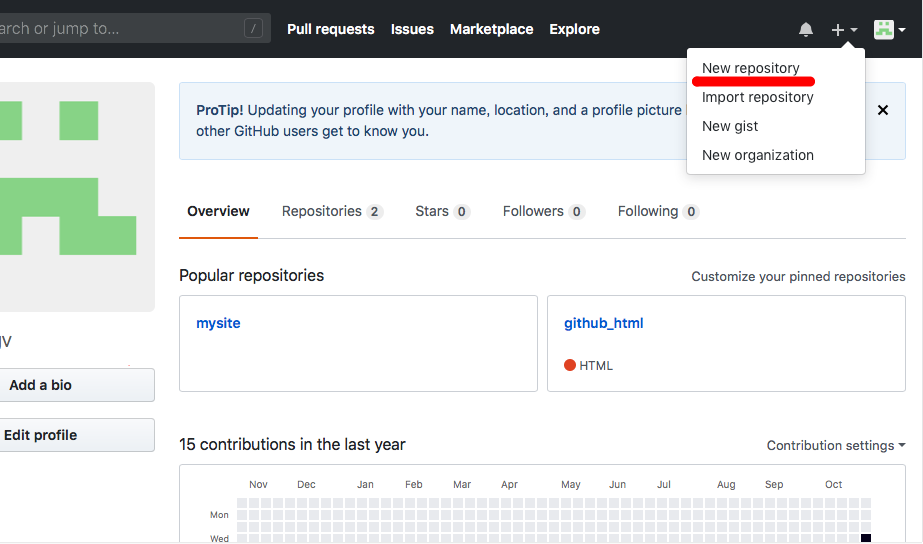 arch or jump to...
/
Pull requests Issues Marketplace Explore
New repository
Import repository
New gist
New organization
ProTip! Updating your profile with your name, location, and a profile picture
other GitHub users get to know you.
Overview Repositories 2 Stars 0 Followers 0 Following 0
Popular repositories Customize your pinned repositories
mysite
github_html
HTML
Add a bio
Edit profile
15 contributions in the last year Contribution settings
Nov Dec Jan Feb Mar Apr May Jun Jul Aug Sep Oct
Mon
Wed